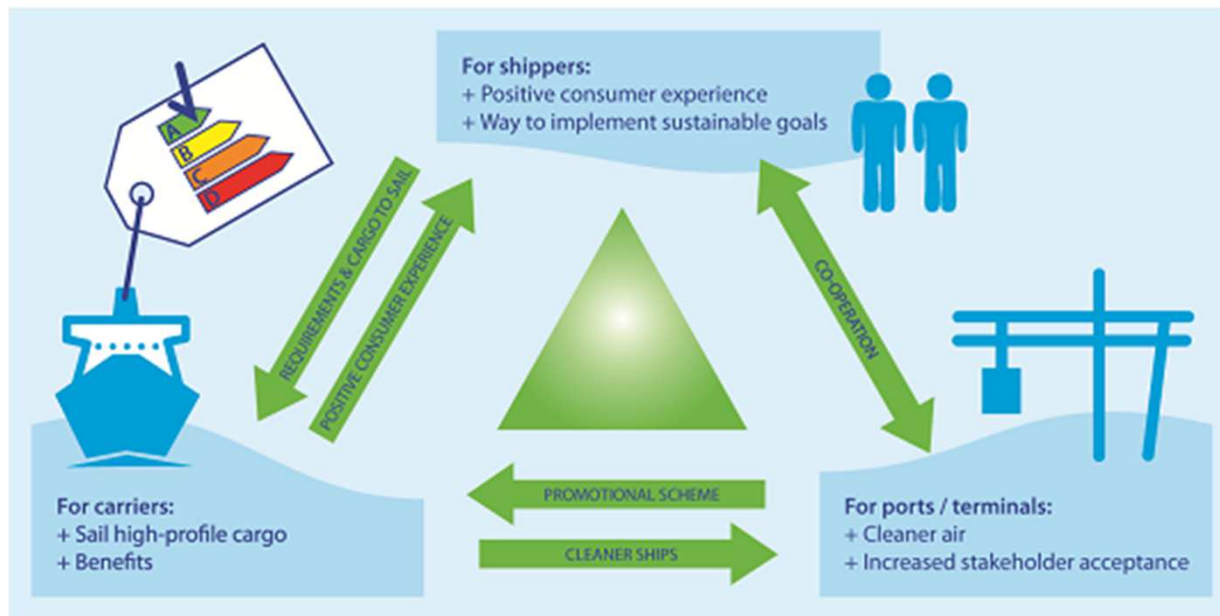 For shippers:
+ Positive consumer experience
+ Way to implement sustainable goals
A
B
C
D
REQUIREMENTS & CARGO TO SAIL
POSITIVE CONSUMER EXPERIENCE
CO-OPERATION
PROMOTIONAL SCHEME
CLEANER SHIPS
For carriers:
+ Sail high-profile cargo
+ Benefits
For ports / terminals:
+ Cleaner air
+ Increased stakeholder acceptance